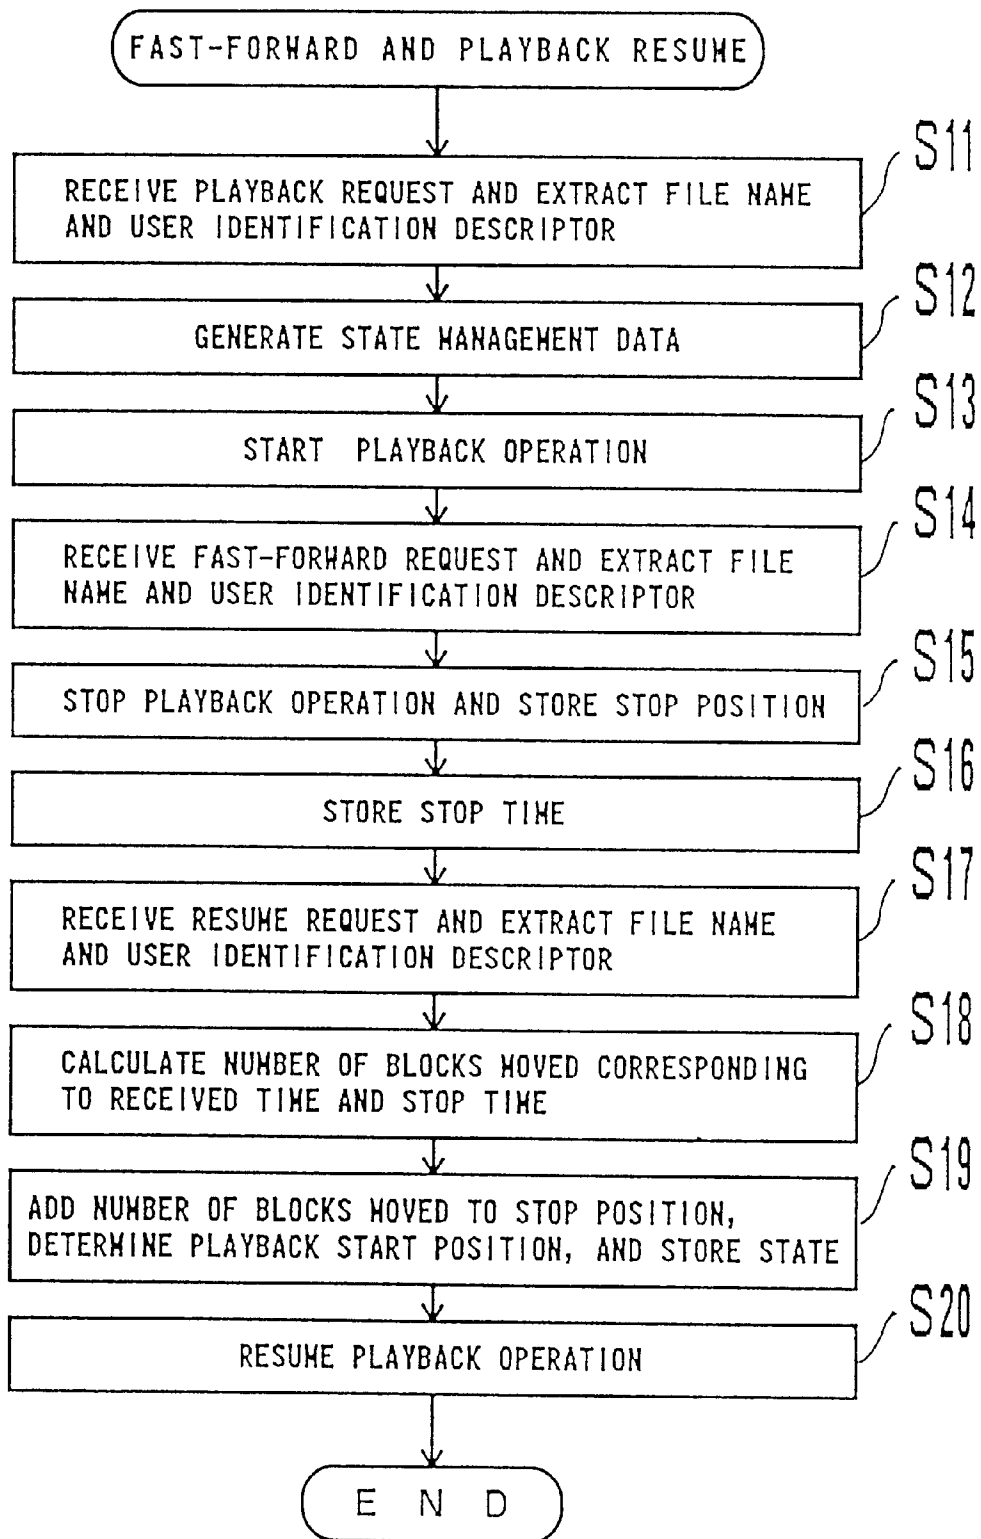 FAST-FORWARD AND PLAYBACK RESUME
S11
RECEIVE PLAYBACK REQUEST AND EXTRACT FILE NAME
AND USER IDENTIFICATION DESCRIPTOR
S12
GENERATE STATE MANAGEMENT DATA
S13
START PLAYBACK OPERATION
S14
RECEIVE FAST-FORWARD REQUEST AND EXTRACT FILE
NAME AND USER IDENTIFICATION DESCRIPTOR
S15
STOP PLAYBACK OPERATION AND STORE STOP POSITION
S16
STORE STOP TIME
S17
RECEIVE RESUME REQUEST AND EXTRACT FILE NAME
AND USER IDENTIFICATION DESCRIPTOR
S18
CALCULATE NUMBER OF BLOCKS MOVED CORRESPONDING
TO RECEIVED TIME AND STOP TIME
S19
ADD NUMBER OF BLOCKS MOVED TO STOP POSITION,
DETERMINE PLAYBACK START POSITION, AND STORE STATE
S20
RESUME PLAYBACK OPERATION
END